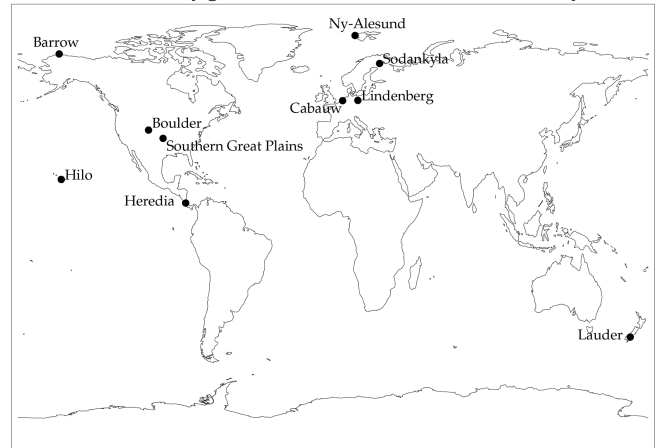 Ny-Alesund
Barrow
Sodankyla
Lindenberg
Cabauw
Boulder
Southern Great Plains
Hilo
Heredia
Lauder